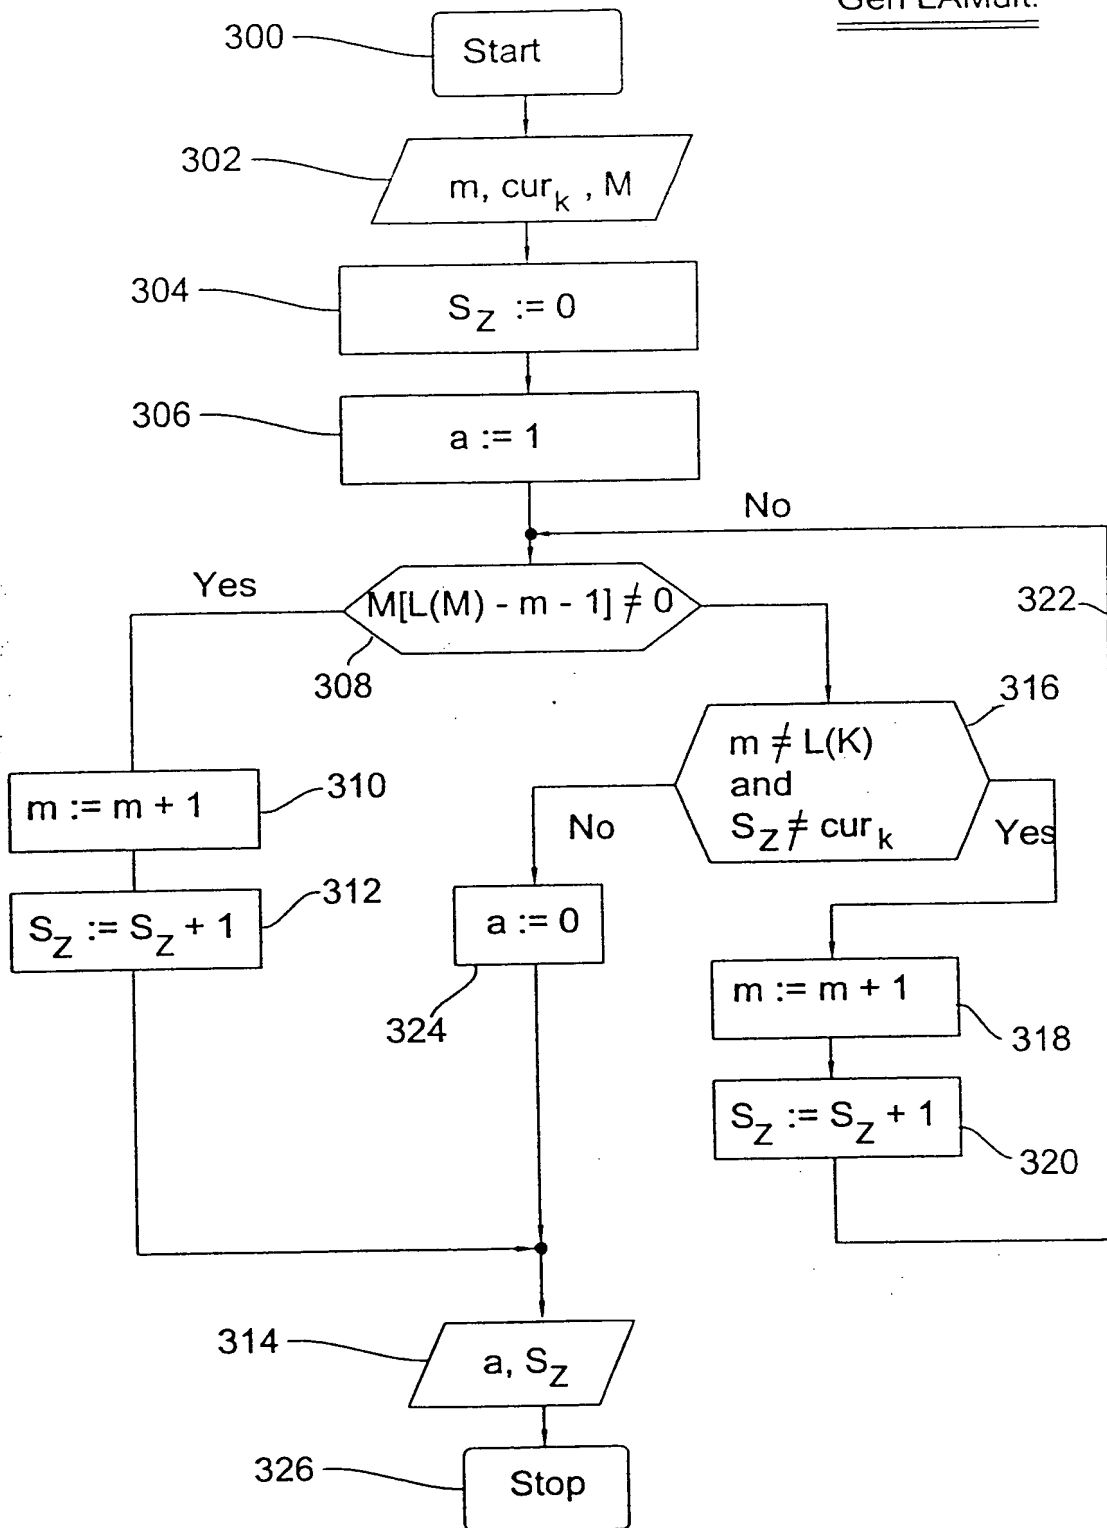 Gen LAMult.
300
Start
302
m, cur_k , M
304
S_Z := 0
306
a := 1
No
Yes
M[L(M) - m - 1] ≠ 0
322
308
316
m ≠ L(K)
and
S_Z ≠ cur_k
310
m := m + 1
No
Yes
312
S_Z := S_Z + 1
a := 0
324
m := m + 1
318
S_Z := S_Z + 1
320
314
a, S_Z
326
Stop